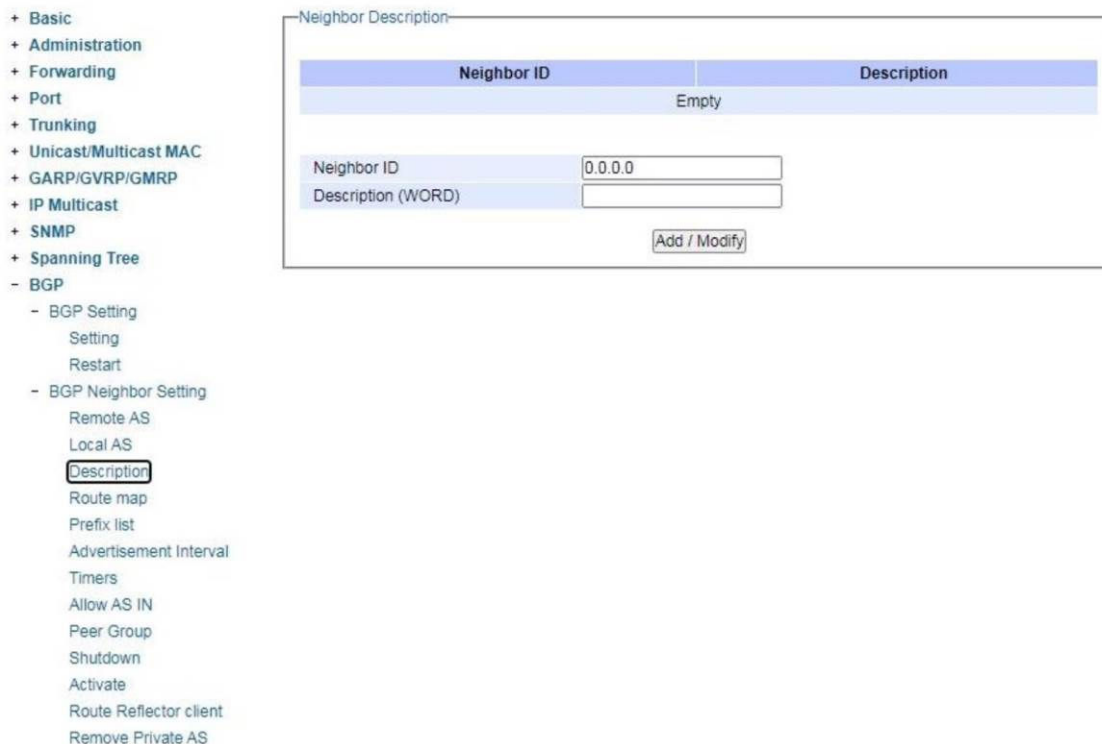 + Basic
+ Administration
+ Forwarding
+ Port
+ Trunking
+ Unicast/Multicast MAC
+ GARP/GVRP/GMRP
+ IP Multicast
+ SNMP
+ Spanning Tree
- BGP
- BGP Setting
Setting
Restart
- BGP Neighbor Setting
Remote AS
Local AS
Description
Route map
Prefix list
Advertisement Interval
Timers
Allow AS IN
Peer Group
Shutdown
Activate
Route Reflector client
Remove Private AS
Neighbor Description
Neighbor ID Description
Empty
Neighbor ID 0.0.0.0
Description (WORD)
Add / Modify